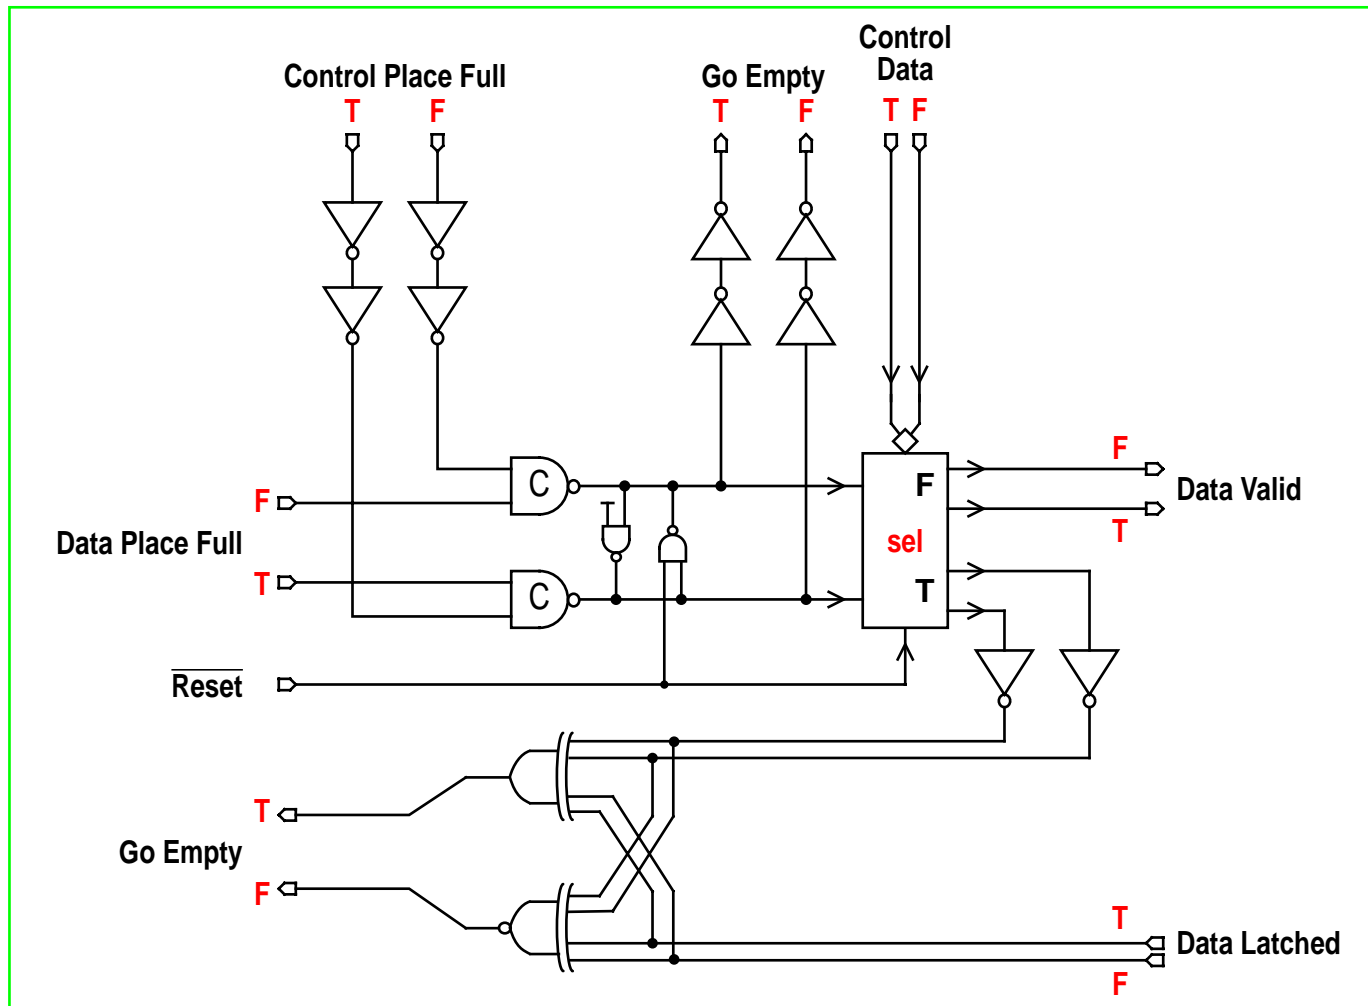 Control
Data
Control Place Full
Go Empty
T F
T F
T F
F
C
F
F
Data Valid
Data Place Full
sel
T
T
C
T
Reset
T
Go Empty
F
T
Data Latched
F